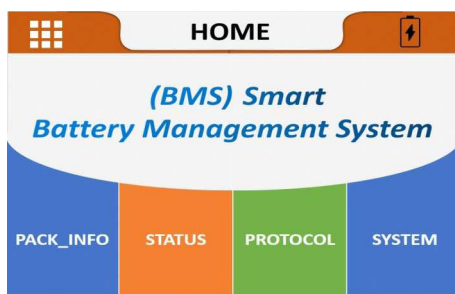 HOME
(BMS) Smart
Battery Management System
PACK_INFO STATUS PROTOCOL SYSTEM